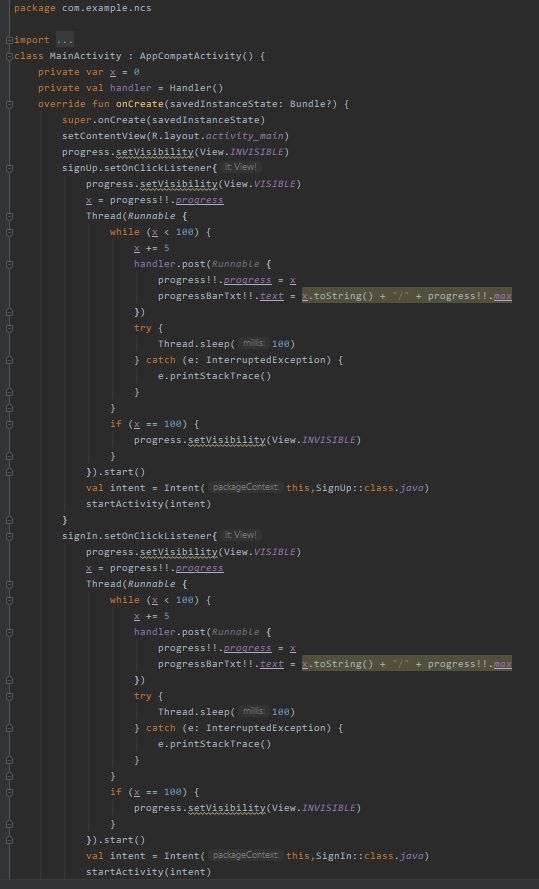 package com.example.ncs
import ...
class MainActivity : AppCompatActivity() {
private var x = 0
private val handler = Handler()
override fun onCreate(savedInstanceState: Bundle?) {
super.onCreate(savedInstanceState)
setContentView(R.layout.activity_main)
progress.setVisibility(View.INVISIBLE)
signUp.setOnClickListener{ it: View!
progress.setVisibility(View.VISIBLE)
x = progress!!.progress
Thread(Runnable {
while (x < 100) {
x += 5
handler.post(Runnable {
progress!!.progress = x
progressBarTxt!!.text = x.toString() + "/" + progress!!.max
})
try {
Thread.sleep( millis: 100)
} catch (e: InterruptedException) {
e.printStackTrace()
}
}
if (x == 100) {
progress.setVisibility(View.INVISIBLE)
}
}).start()
val intent = Intent( packageContext: this,SignUp::class.java)
startActivity(intent)
}
signIn.setOnClickListener{ it: View!
progress.setVisibility(View.VISIBLE)
x = progress!!.progress
Thread(Runnable {
while (x < 100) {
x += 5
handler.post(Runnable {
progress!!.progress = x
progressBarTxt!!.text = x.toString() + "/" + progress!!.max
})
try {
Thread.sleep( millis: 100)
} catch (e: InterruptedException) {
e.printStackTrace()
}
}
if (x == 100) {
progress.setVisibility(View.INVISIBLE)
}
}).start()
val intent = Intent( packageContext: this,SignIn::class.java)
startActivity(intent)